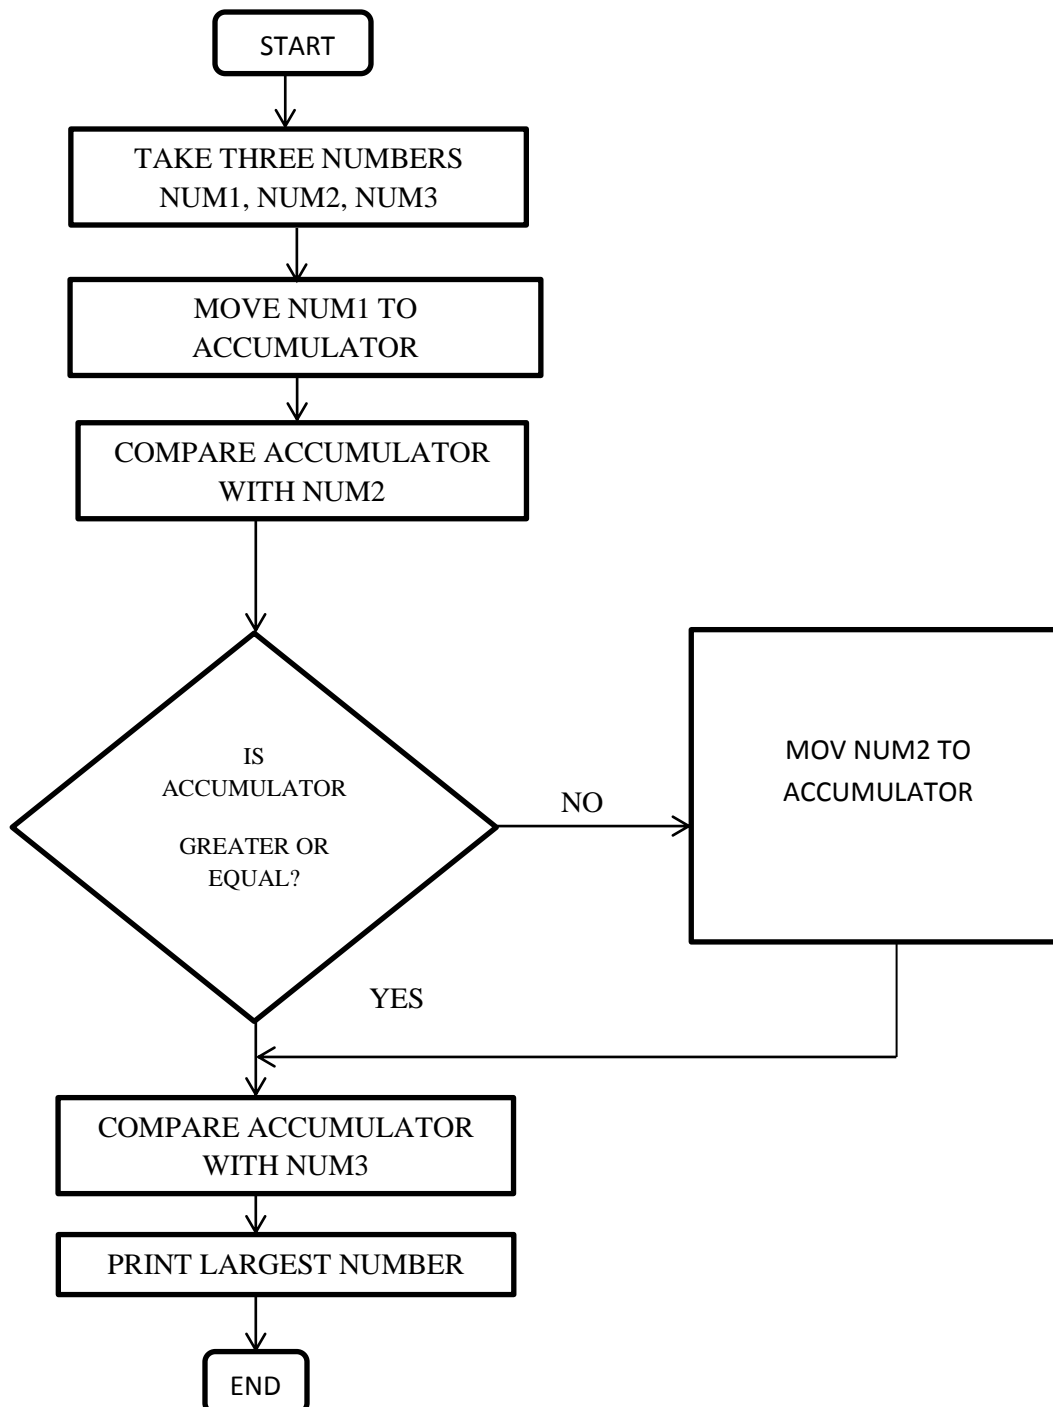 START
TAKE THREE NUMBERS
NUM1, NUM2, NUM3
MOVE NUM1 TO
ACCUMULATOR
COMPARE ACCUMULATOR
WITH NUM2
IS
ACCUMULATOR
GREATER OR
EQUAL?
NO
MOV NUM2 TO
ACCUMULATOR
YES
COMPARE ACCUMULATOR
WITH NUM3
PRINT LARGEST NUMBER
END